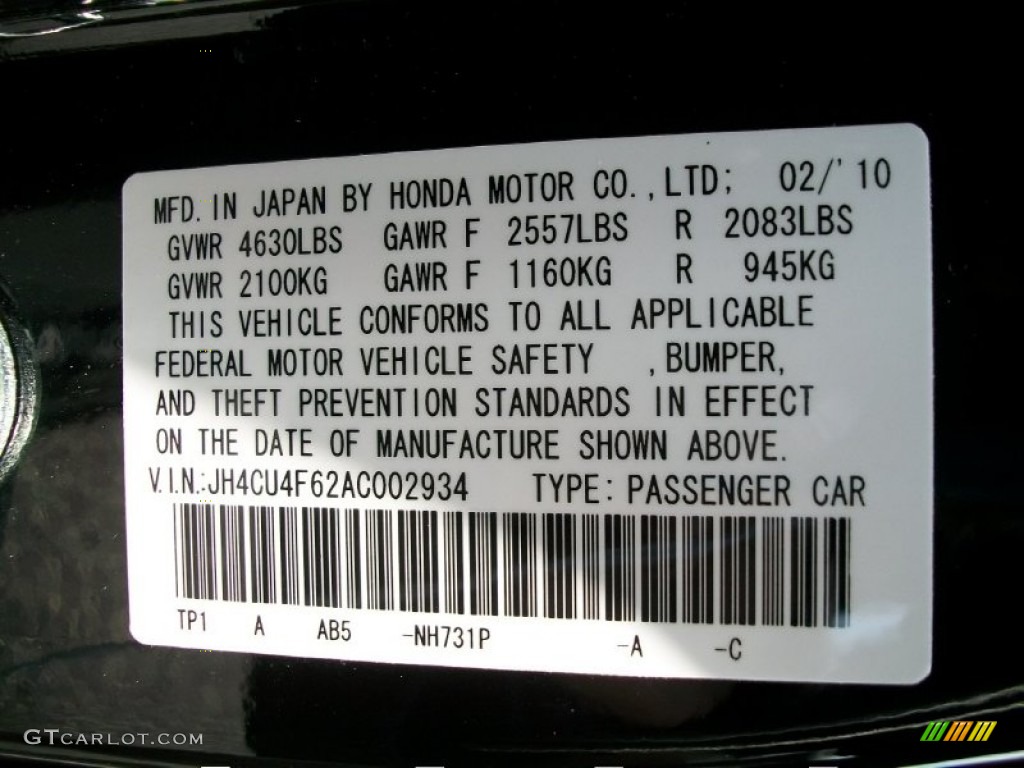 MFD. IN JAPAN BY HONDA MOTOR CO.,LTD; 02/'10
GVWR 4630LBS GAWR F 2557LBS R 2083LBS
GVWR 2100KG GAWR F 1160KG R 945KG
THIS VEHICLE CONFORMS TO ALL APPLICABLE
FEDERAL MOTOR VEHICLE SAFETY ,BUMPER,
AND THEFT PREVENTION STANDARDS IN EFFECT
ON THE DATE OF MANUFACTURE SHOWN ABOVE.
V.I.N.:JH4CU4F62AC002934 TYPE: PASSENGER CAR
TP1 A AB5 -NH731P -A -C
GTCARLOT.COM